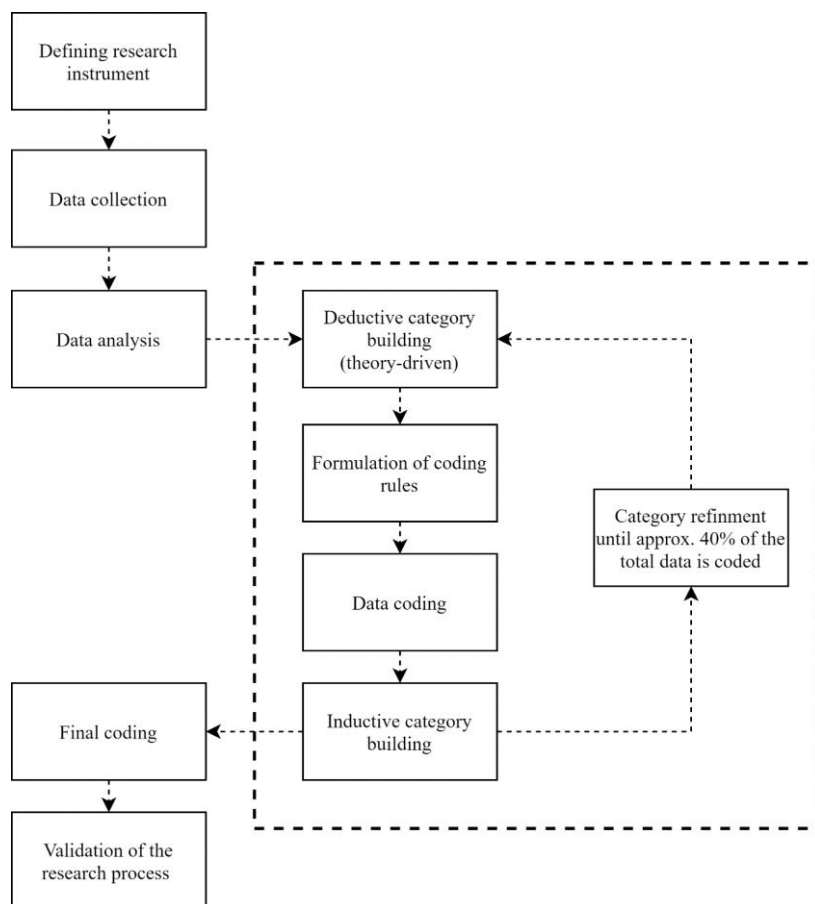 Defining research
instrument
Data collection
Data analysis
Deductive category
building
(theory-driven)
Formulation of coding
rules
Category refinment
until approx. 40% of the
total data is coded
Data coding
Inductive category
building
Final coding
Validation of the
research process